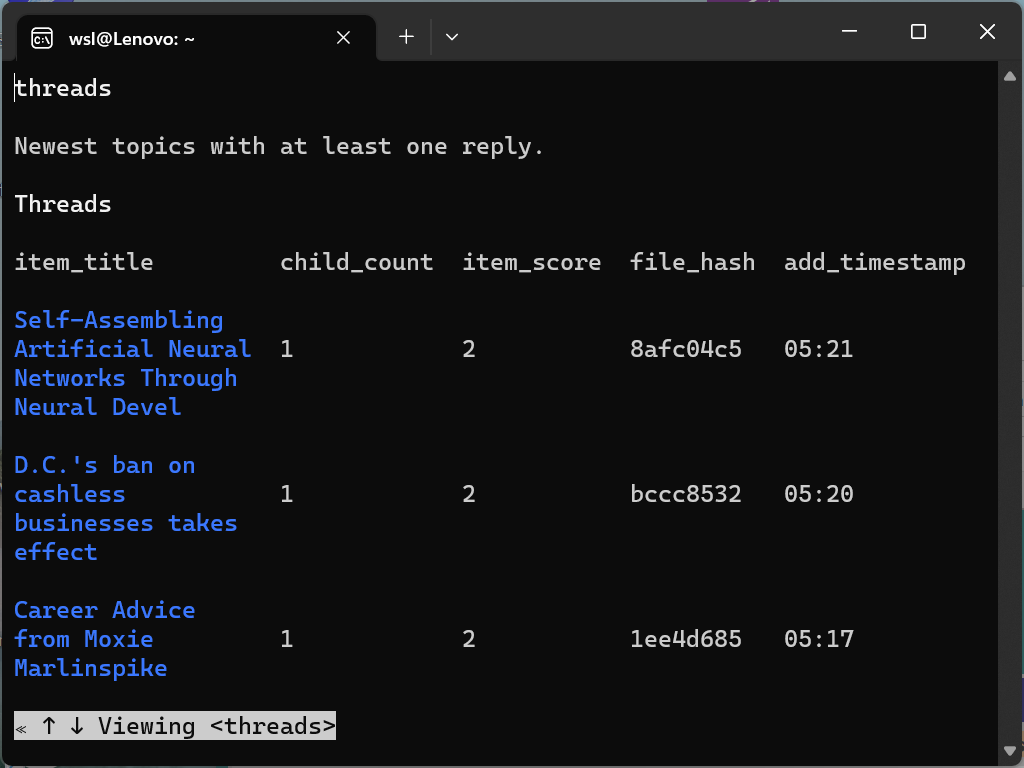 wsl@Lenovo: ~
threads
Newest topics with at least one reply.
Threads
item_title child_count item_score file_hash add_timestamp
Self-Assembling
Artificial Neural 1 2 8afc04c5 05:21
Networks Through
Neural Devel
D.C.'s ban on
cashless 1 2 bccc8532 05:20
businesses takes
effect
Career Advice
from Moxie 1 2 1ee4d685 05:17
Marlinspike
« ↑ ↓ Viewing <threads>